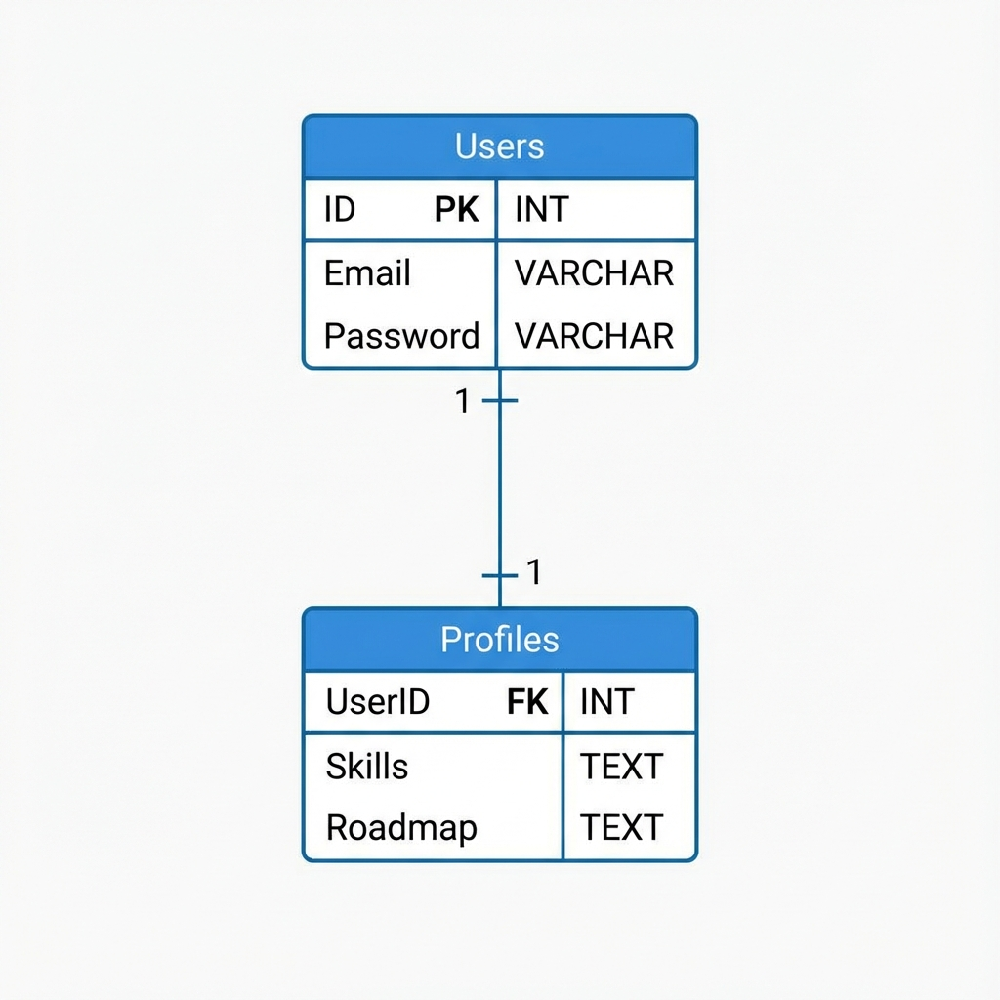 Users
ID PK INT
Email VARCHAR
Password VARCHAR
1
1
Profiles
UserID FK INT
Skills TEXT
Roadmap TEXT